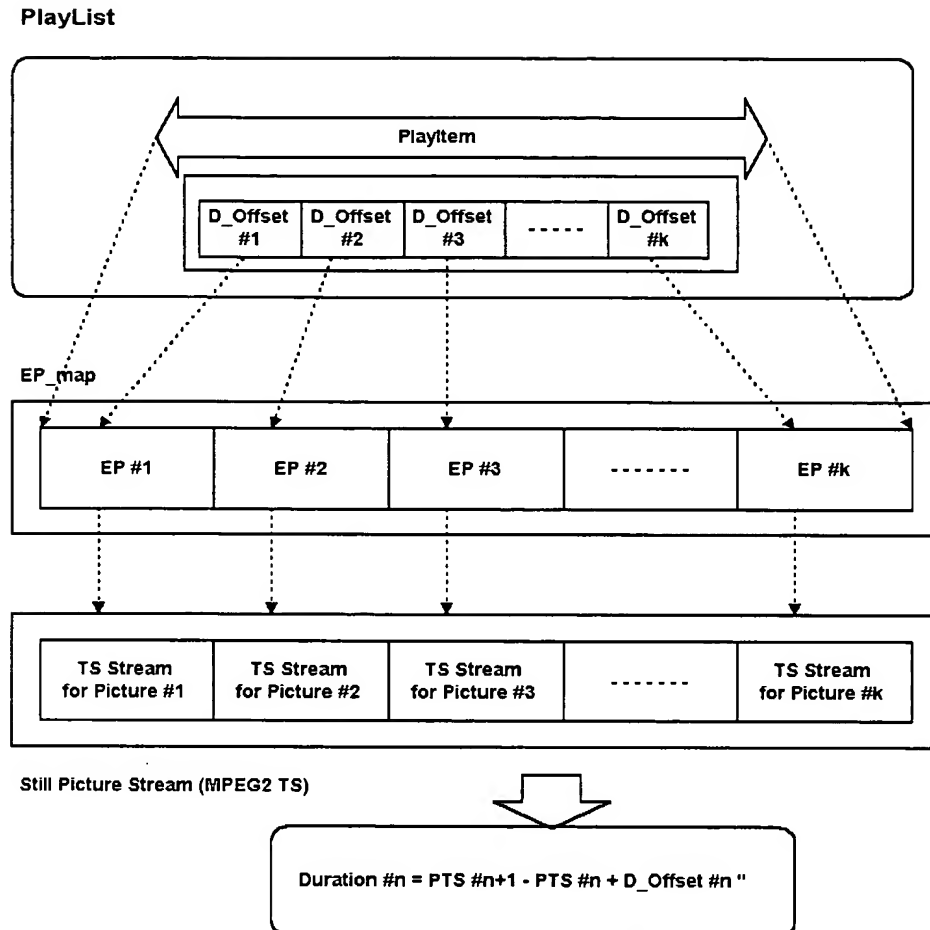 PlayList
PlayItem
D_Offset #1
D_Offset #2
D_Offset #3
-----
D_Offset #k
EP_map
EP #1
EP #2
EP #3
-------
EP #k
TS Stream for Picture #1
TS Stream for Picture #2
TS Stream for Picture #3
-------
TS Stream for Picture #k
Still Picture Stream (MPEG2 TS)
Duration #n = PTS #n+1 - PTS #n + D_Offset #n "